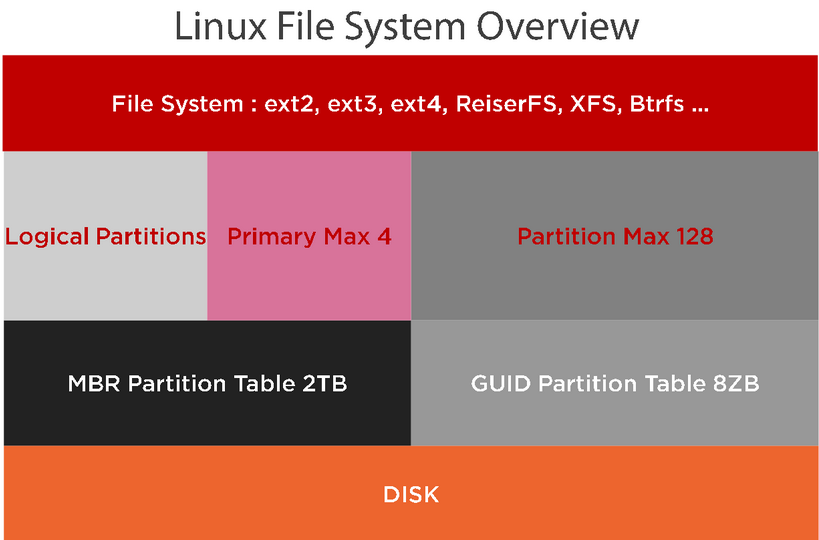 Linux File System Overview
File System : ext2, ext3, ext4, ReiserFS, XFS, Btrfs ...
Logical Partitions
Primary Max 4
Partition Max 128
MBR Partition Table 2TB
GUID Partition Table 8ZB
DISK